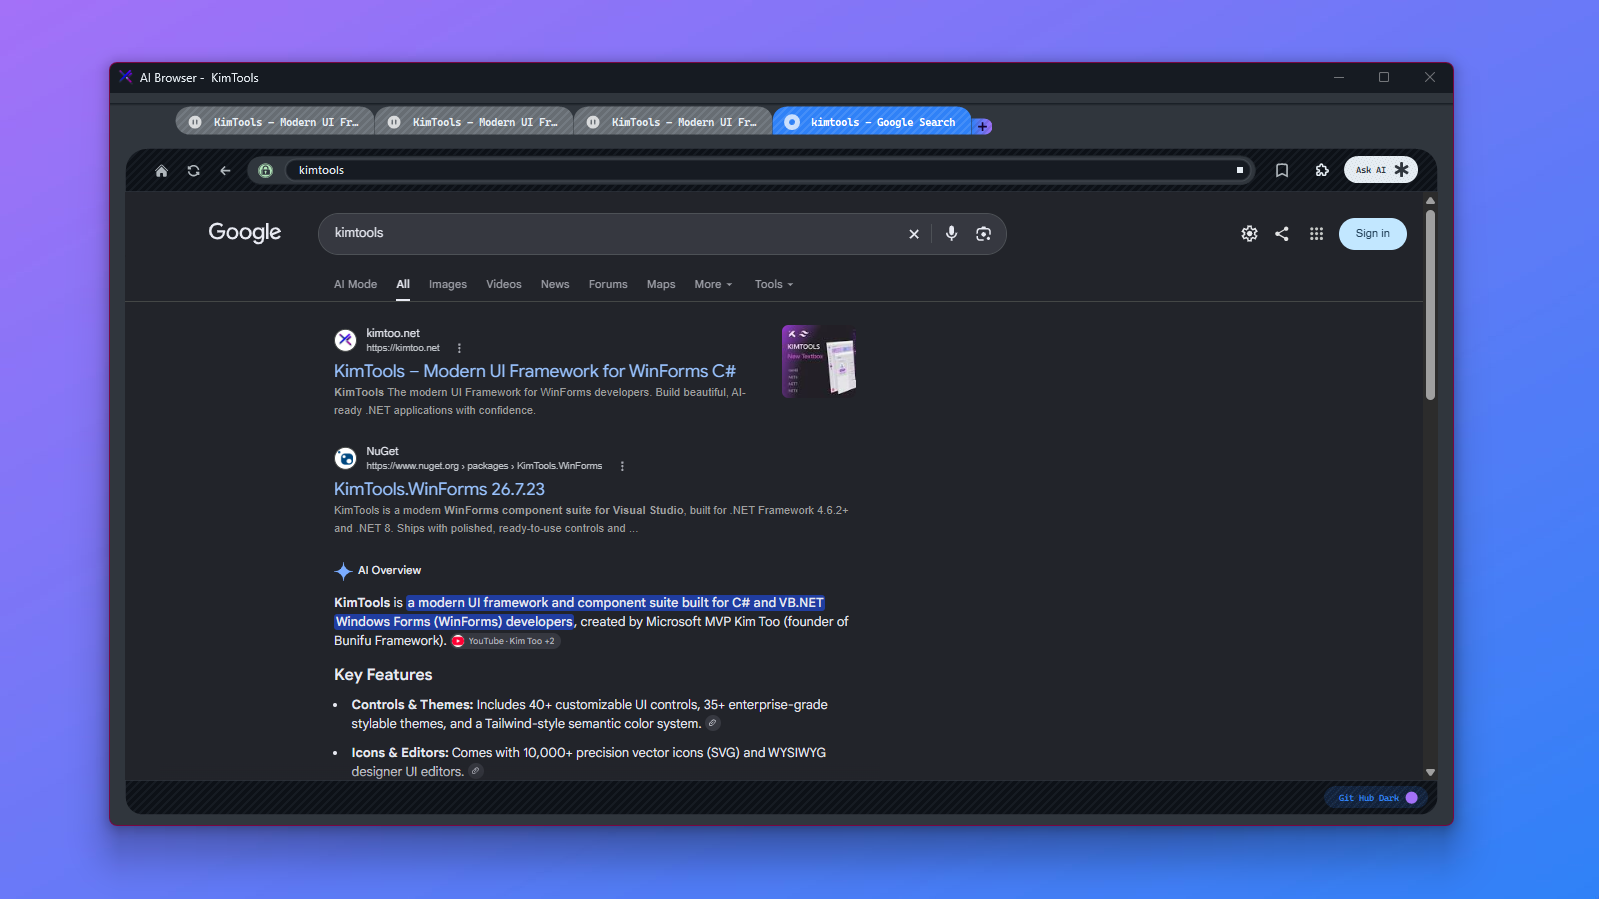 AI Browser - KimTools
KimTools – Modern UI Fr…
KimTools – Modern UI Fr…
KimTools – Modern UI Fr…
kimtools – Google Search
kimtools
Ask AI
Google
kimtools
Sign in
AI Mode
All
Images
Videos
News
Forums
Maps
More
Tools
kimtoo.net
https://kimtoo.net
KimTools – Modern UI Framework for WinForms C#
KimTools The modern UI Framework for WinForms developers. Build beautiful, AI-
ready .NET applications with confidence.
KIMTOOLS
New Textbox
NuGet
https://www.nuget.org › packages › KimTools.WinForms
KimTools.WinForms 26.7.23
KimTools is a modern WinForms component suite for Visual Studio, built for .NET Framework 4.6.2+
and .NET 8. Ships with polished, ready-to-use controls and ...
AI Overview
KimTools is a modern UI framework and component suite built for C# and VB.NET
Windows Forms (WinForms) developers, created by Microsoft MVP Kim Too (founder of
Bunifu Framework). YouTube · Kim Too +2
Key Features
• Controls & Themes: Includes 40+ customizable UI controls, 35+ enterprise-grade
stylable themes, and a Tailwind-style semantic color system.
• Icons & Editors: Comes with 10,000+ precision vector icons (SVG) and WYSIWYG
designer UI editors.
Git Hub Dark